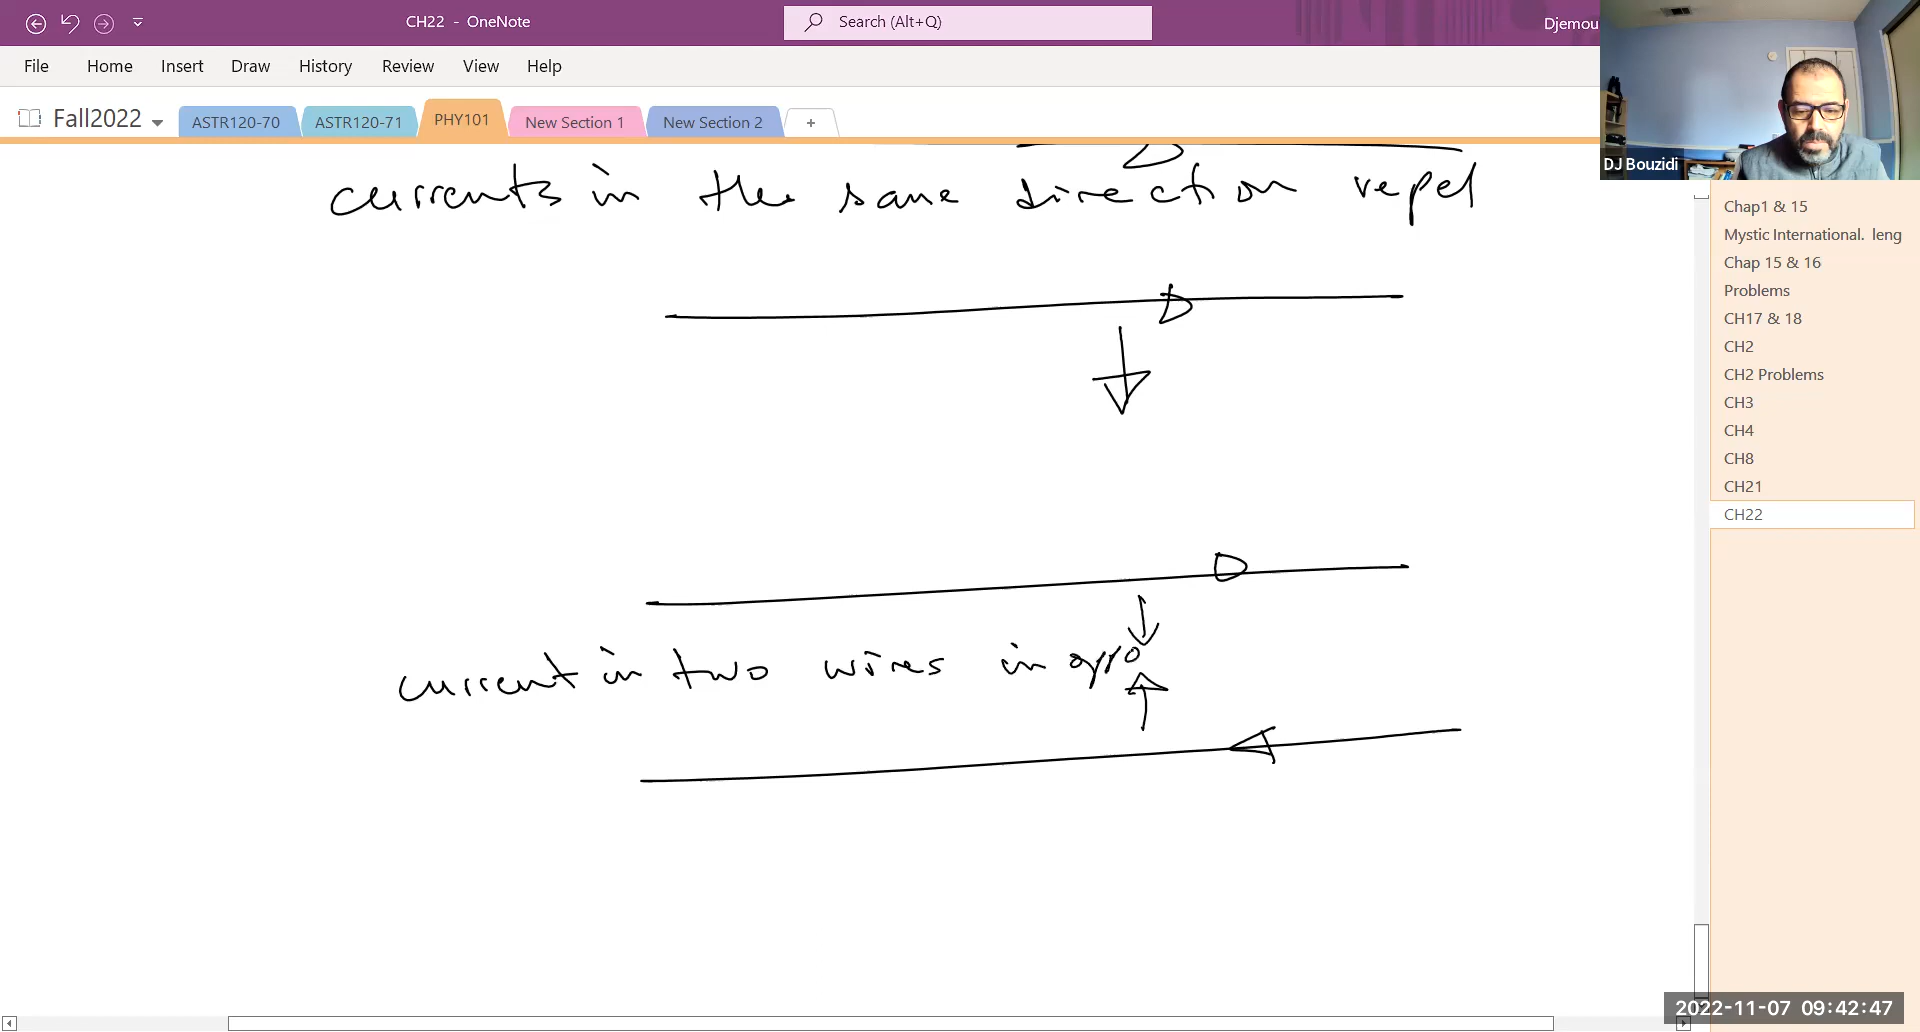 CH22 - OneNote
Search (Alt+Q)
Djemou
File Home Insert Draw History Review View Help
Fall2022 ASTR120-70 ASTR120-71 PHY101 New Section 1 New Section 2 +
DJ Bouzidi
currents in the same direction repel
current in two wires in oppo
Chap1 & 15
Mystic International. leng
Chap 15 & 16
Problems
CH17 & 18
CH2
CH2 Problems
CH3
CH4
CH8
CH21
CH22
2022-11-07 09:42:47